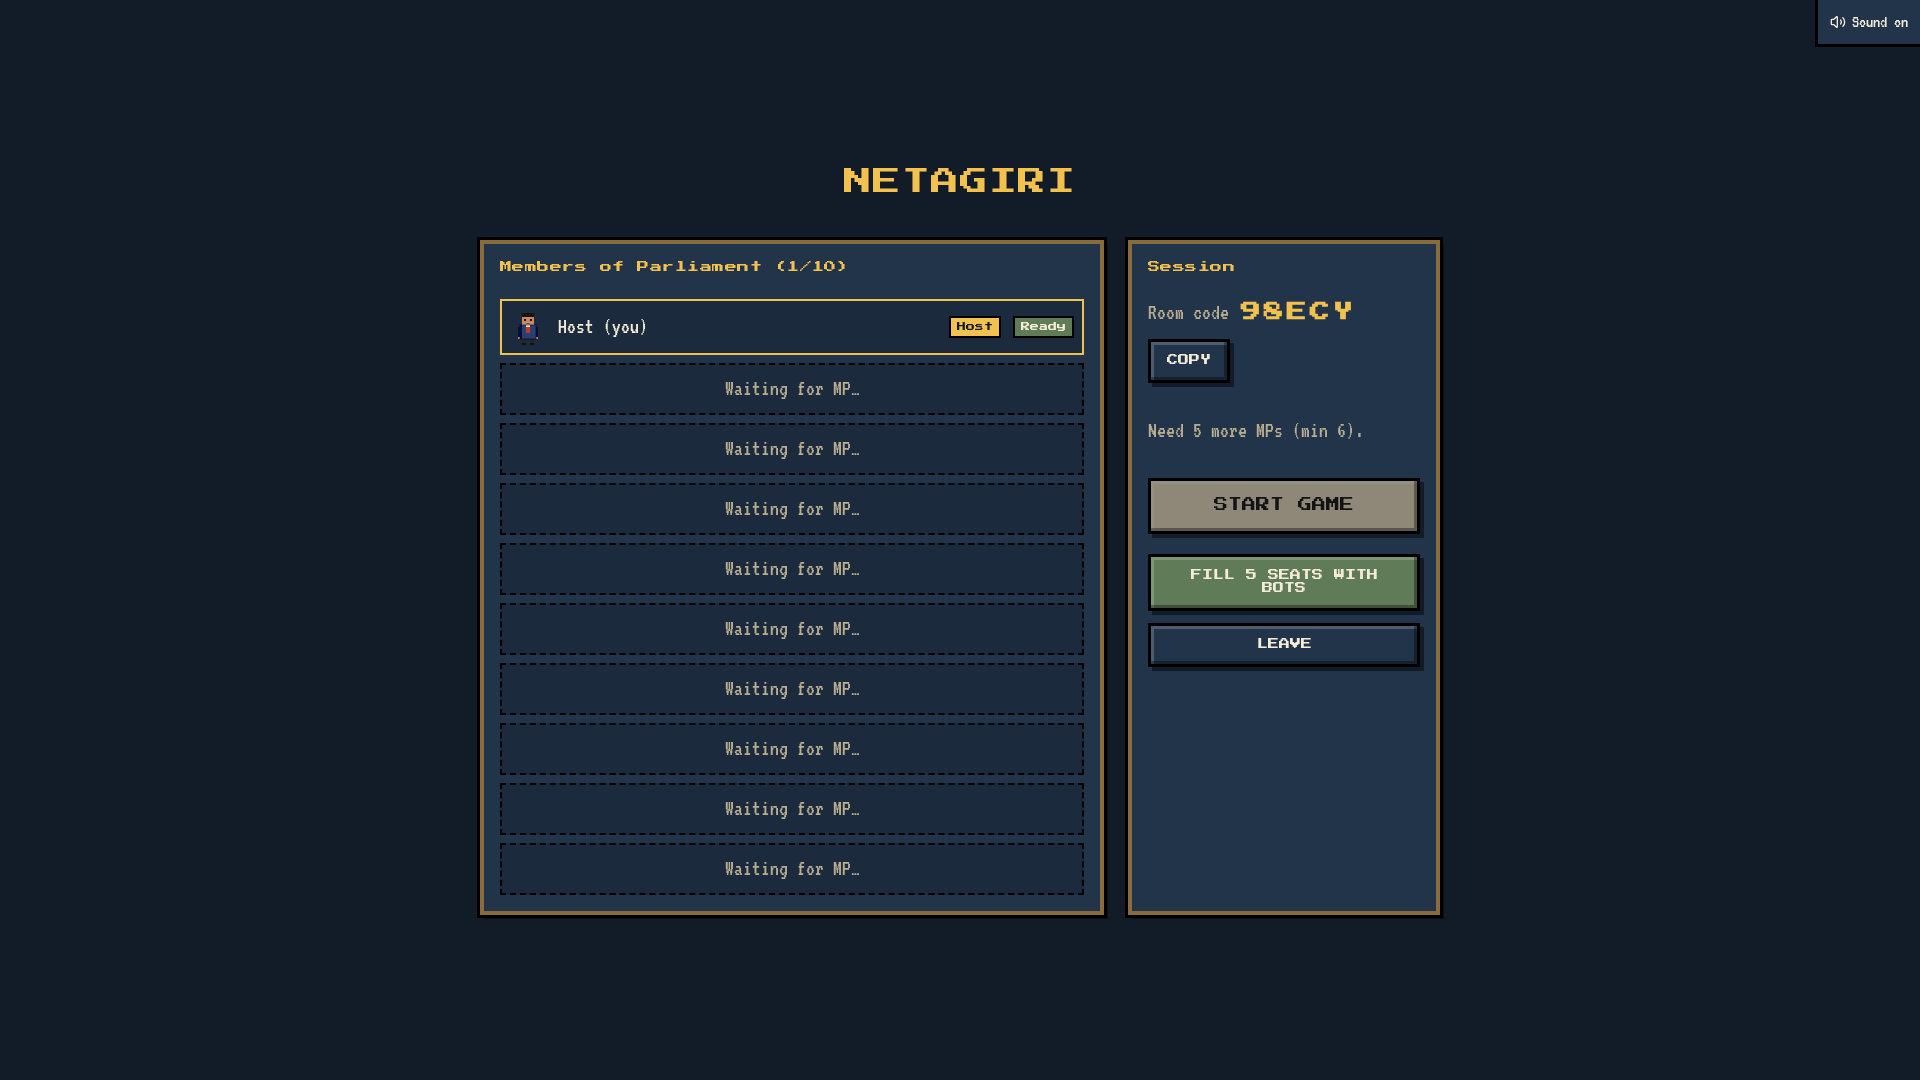 Sound on
NETAGIRI
Members of Parliament (1/10)
Host (you)
Host
Ready
Waiting for MP…
Waiting for MP…
Waiting for MP…
Waiting for MP…
Waiting for MP…
Waiting for MP…
Waiting for MP…
Waiting for MP…
Waiting for MP…
Session
Room code 98ECY
COPY
Need 5 more MPs (min 6).
START GAME
FILL 5 SEATS WITH
BOTS
LEAVE